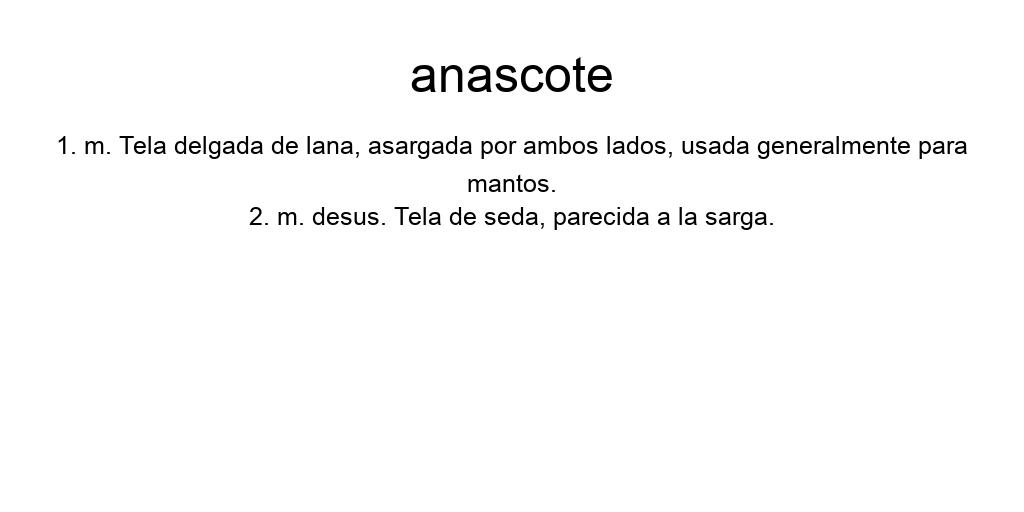 anascote
1. m. Tela delgada de lana, asargada por ambos lados, usada generalmente para
mantos.
2. m. desus. Tela de seda, parecida a la sarga.